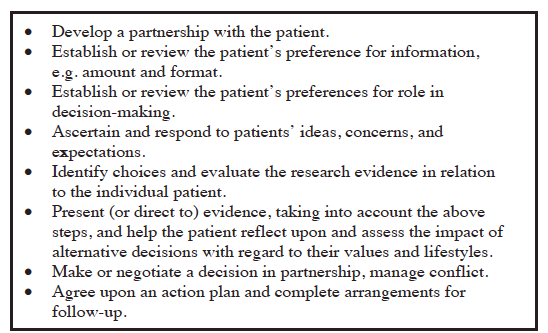 • Develop a partnership with the patient.
• Establish or review the patient's preference for information,
e.g. amount and format.
• Establish or review the patient's preferences for role in
decision-making.
• Ascertain and respond to patients' ideas, concerns, and
expectations.
• Identify choices and evaluate the research evidence in relation
to the individual patient.
• Present (or direct to) evidence, taking into account the above
steps, and help the patient reflect upon and assess the impact of
alternative decisions with regard to their values and lifestyles.
• Make or negotiate a decision in partnership, manage conflict.
• Agree upon an action plan and complete arrangements for
follow-up.